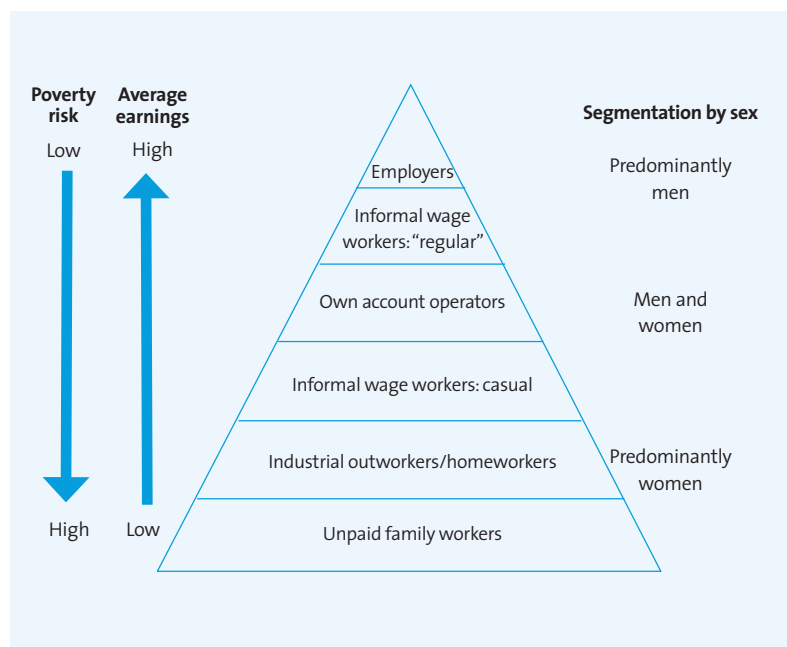 Poverty
risk
Average
earnings
Segmentation by sex
Low
High
Predominantly
men
Employers
Informal wage
workers: “regular”
Own account operators
Men and
women
Informal wage workers: casual
Industrial outworkers/homeworkers
Predominantly
women
High
Low
Unpaid family workers